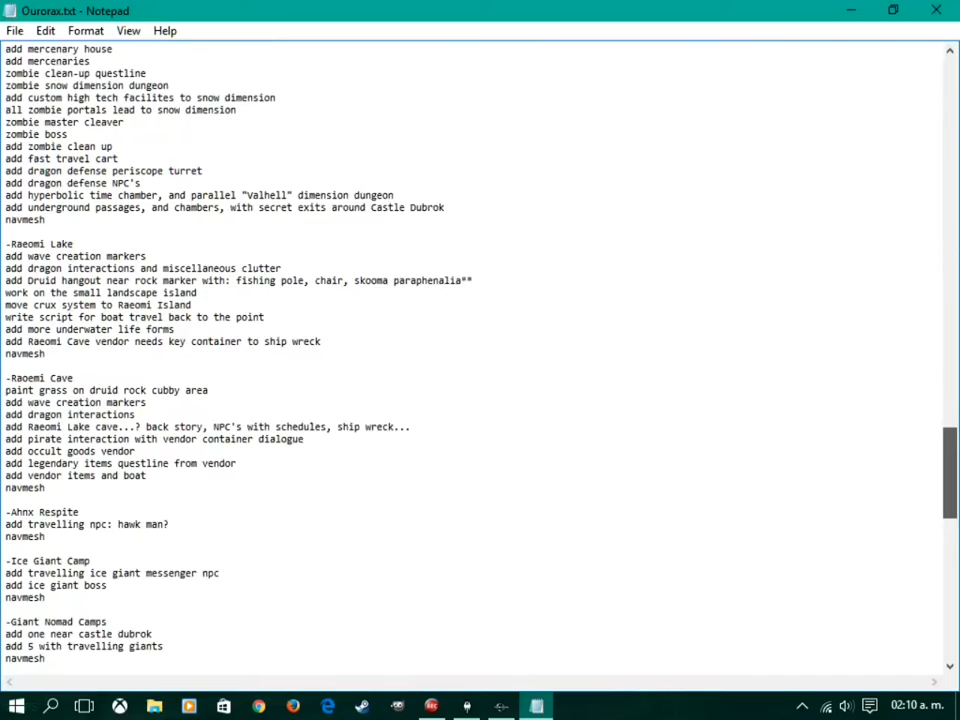 Ourorax.txt - Notepad
File Edit Format View Help
add mercenary house
add mercenaries
zombie clean-up questline
zombie snow dimension dungeon
add custom high tech facilites to snow dimension
all zombie portals lead to snow dimension
zombie master cleaver
zombie boss
add zombie clean up
add fast travel cart
add dragon defense periscope turret
add dragon defense NPC's
add hyperbolic time chamber, and parallel "Valhell" dimension dungeon
add underground passages, and chambers, with secret exits around Castle Dubrok
navmesh

-Raeomi Lake
add wave creation markers
add dragon interactions and miscellaneous clutter
add Druid hangout near rock marker with: fishing pole, chair, skooma paraphenalia**
work on the small landscape island
move crux system to Raeomi Island
write script for boat travel back to the point
add more underwater life forms
add Raeomi Cave vendor needs key container to ship wreck
navmesh

-Raoemi Cave
paint grass on druid rock cubby area
add wave creation markers
add dragon interactions
add Raeomi Lake cave...? back story, NPC's with schedules, ship wreck...
add pirate interaction with vendor container dialogue
add occult goods vendor
add legendary items questline from vendor
add vendor items and boat
navmesh

-Ahnx Respite
add travelling npc: hawk man?
navmesh

-Ice Giant Camp
add travelling ice giant messenger npc
add ice giant boss
navmesh

-Giant Nomad Camps
add one near castle dubrok
add 5 with travelling giants
navmesh
02:10 a. m.